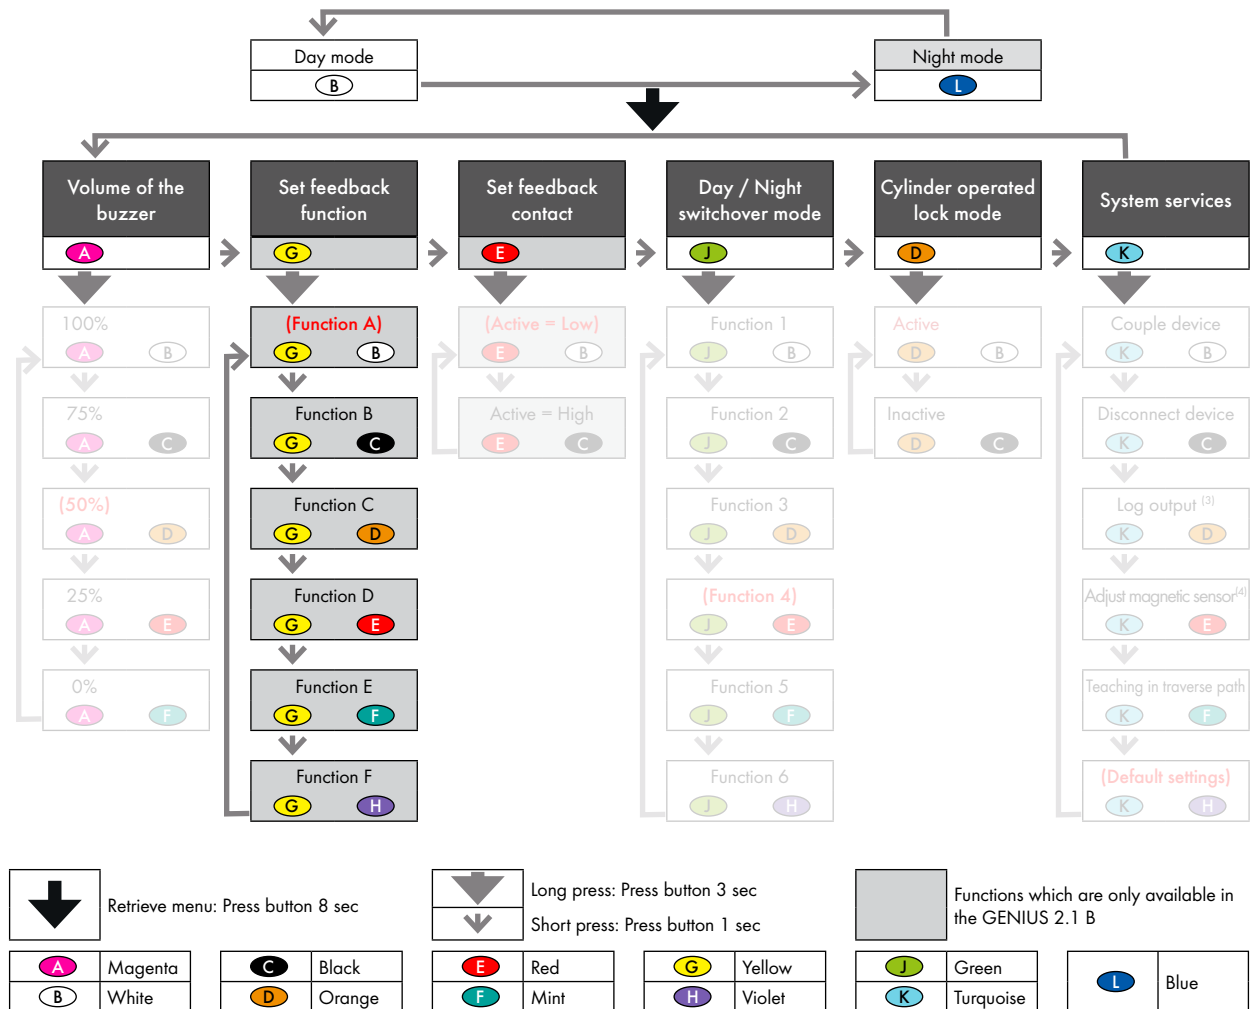 Day mode
B
Night mode
L
Volume of the
buzzer
A
Set feedback
function
G
Set feedback
contact
E
Day / Night
switchover mode
J
Cylinder operated
lock mode
D
System services
K
100%
A B
75%
A C
(50%)
A D
25%
A E
0%
A F
(Function A)
G B
Function B
G C
Function C
G D
Function D
G E
Function E
G F
Function F
G H
(Active = Low)
E B
Active = High
E C
Function 1
J B
Function 2
J C
Function 3
J D
(Function 4)
J E
Function 5
J F
Function 6
J H
Active
D B
Inactive
D C
Couple device
K B
Disconnect device
K C
Log output (3)
K D
Adjust magnetic sensor(4)
K E
Teaching in traverse path
K F
(Default settings)
K H
Retrieve menu: Press button 8 sec
Long press: Press button 3 sec
Short press: Press button 1 sec
Functions which are only available in
the GENIUS 2.1 B
A Magenta
B White
C Black
D Orange
E Red
F Mint
G Yellow
H Violet
J Green
K Turquoise
L Blue